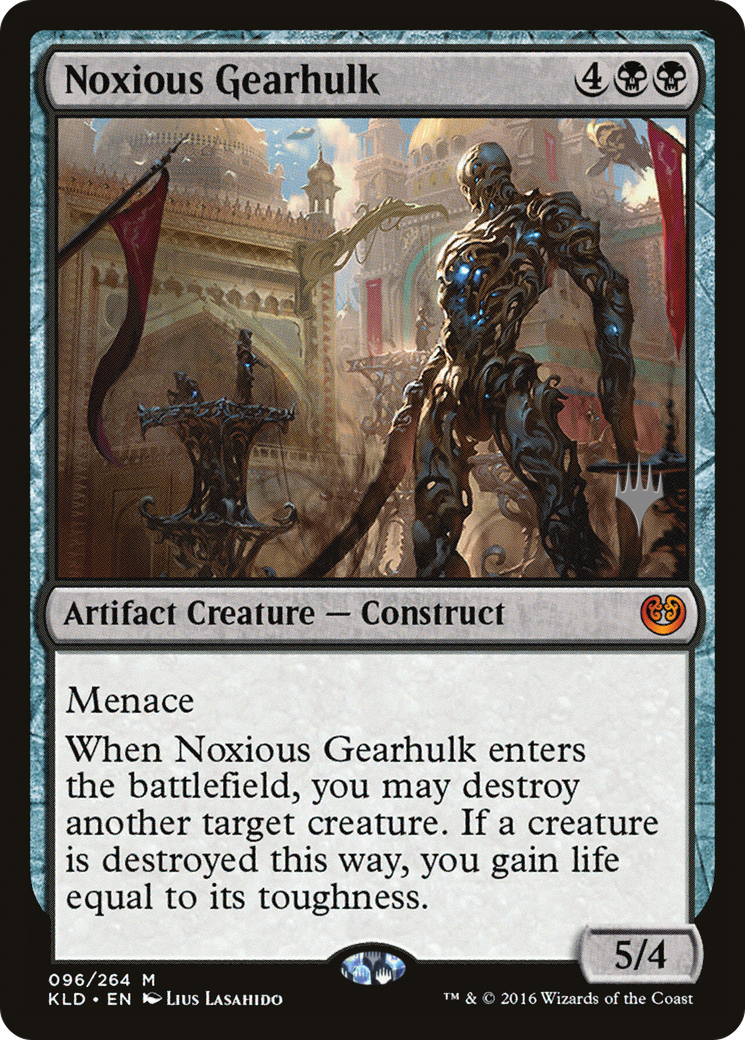 Noxious Gearhulk 4
Artifact Creature — Construct
Menace
When Noxious Gearhulk enters
the battlefield, you may destroy
another target creature. If a creature
is destroyed this way, you gain life
equal to its toughness.
5/4
096/264 M
KLD • EN Lius Lasahido
™ & © 2016 Wizards of the Coast